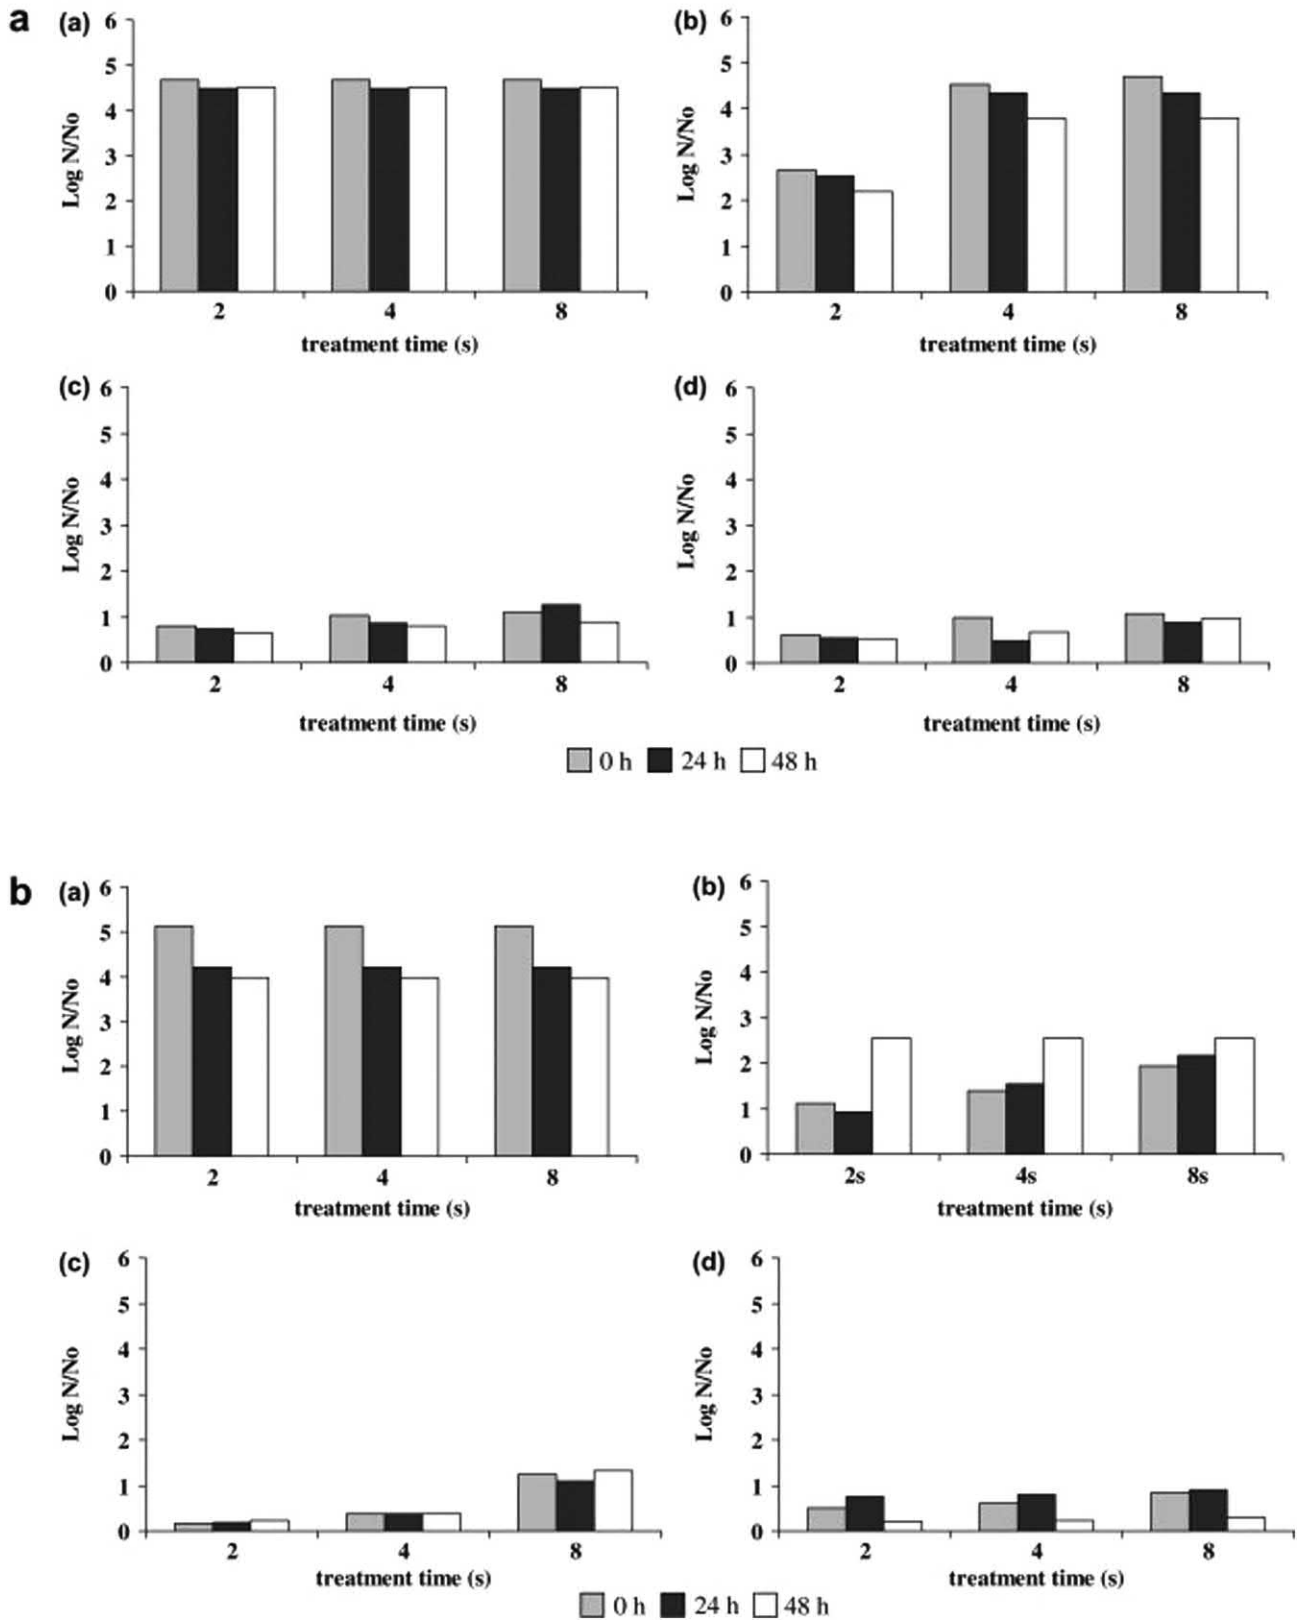 a (a) (b)
6 6
5 5
4 4
3 3
2 2
1 1
0 0
Log N/No Log N/No
2 4 8 2 4 8
treatment time (s) treatment time (s)
(c) (d)
6 6
5 5
4 4
3 3
2 2
1 1
0 0
Log N/No Log N/No
2 4 8 2 4 8
treatment time (s) treatment time (s)
0 h 24 h 48 h
b (a) (b)
6 6
5 5
4 4
3 3
2 2
1 1
0 0
Log N/No Log N/No
2 4 8 2s 4s 8s
treatment time (s) treatment time (s)
(c) (d)
6 6
5 5
4 4
3 3
2 2
1 1
0 0
Log N/No Log N/No
2 4 8 2 4 8
treatment time (s) treatment time (s)
0 h 24 h 48 h